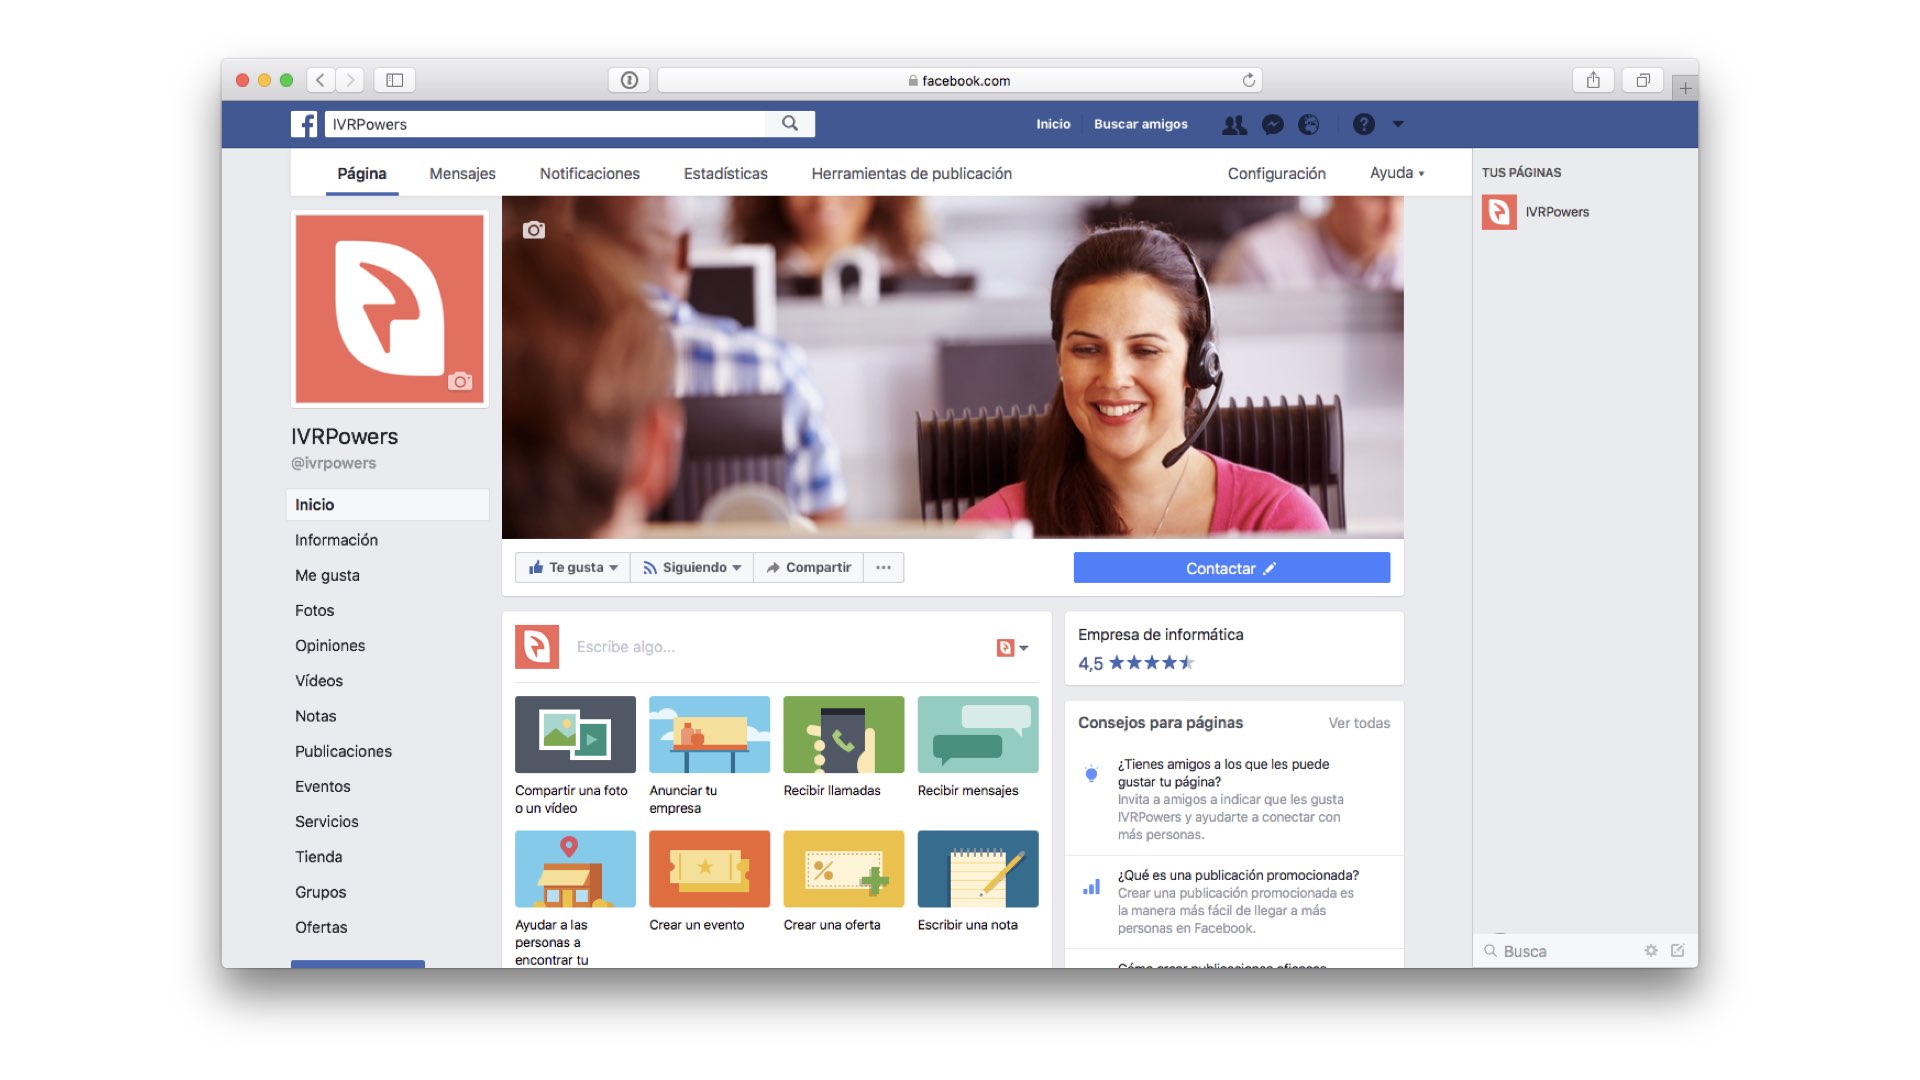 facebook.com
IVRPowers
Inicio
Buscar amigos
Página
Mensajes
Notificaciones
Estadísticas
Herramientas de publicación
Configuración
Ayuda
TUS PÁGINAS
IVRPowers
IVRPowers
@ivrpowers
Inicio
Información
Me gusta
Fotos
Opiniones
Vídeos
Notas
Publicaciones
Eventos
Servicios
Tienda
Grupos
Ofertas
Te gusta
Siguiendo
Compartir
Contactar
Escribe algo...
Compartir una foto
o un vídeo
Anunciar tu
empresa
Recibir llamadas
Recibir mensajes
Ayudar a las
personas a
encontrar tu
Crear un evento
Crear una oferta
Escribir una nota
Empresa de informática
4,5
Consejos para páginas
Ver todas
¿Tienes amigos a los que les puede
gustar tu página?
Invita a amigos a indicar que les gusta
IVRPowers y ayudarte a conectar con
más personas.
¿Qué es una publicación promocionada?
Crear una publicación promocionada es
la manera más fácil de llegar a más
personas en Facebook.
Busca